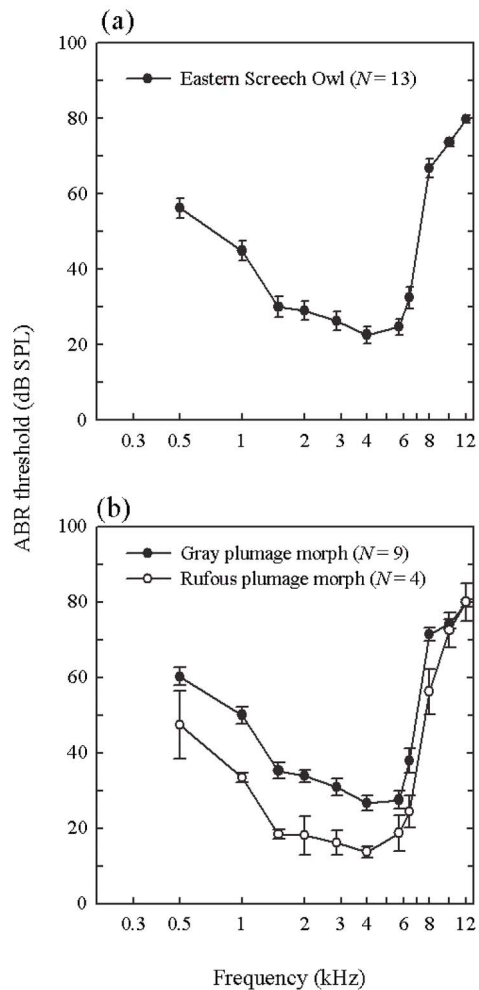 (a)
100
Eastern Screech Owl (N = 13)
80
60
40
20
0
0.3 0.5 1 2 3 4 6 8 12
ABR threshold (dB SPL)
(b)
100
Gray plumage morph (N = 9)
Rufous plumage morph (N = 4)
80
60
40
20
0
0.3 0.5 1 2 3 4 6 8 12
Frequency (kHz)